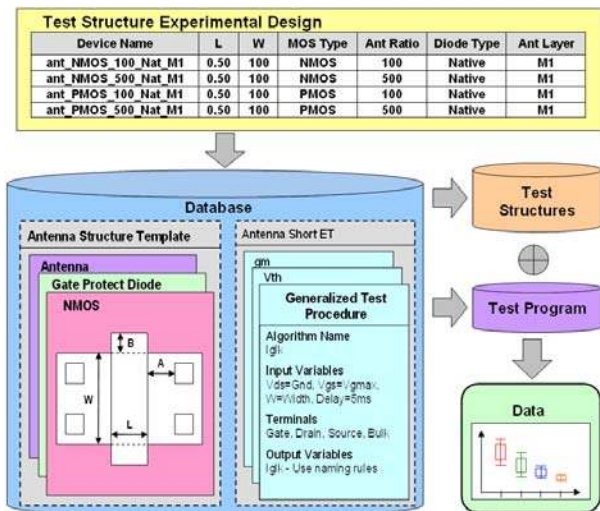 Test Structure Experimental Design
Device Name L W MOS Type Ant Ratio Diode Type Ant Layer
ant_NMOS_100_Nat_M1 0.50 100 NMOS 100 Native M1
ant_NMOS_500_Nat_M1 0.50 100 NMOS 500 Native M1
ant_PMOS_100_Nat_M1 0.50 100 PMOS 100 Native M1
ant_PMOS_500_Nat_M1 0.50 100 PMOS 500 Native M1
Database
Antenna Structure Template
Antenna
Gate Protect Diode
NMOS
B
A
W
L
Antenna Short ET
gm
Vth
Generalized Test
Procedure
Algorithm Name
Iglk
Input Variables
Vds=Gnd, Vgs=Vgmax,
W=Width, Delay=5ms
Terminals
Gate, Drain, Source, Bulk
Output Variables
Iglk - Use naming rules
Test
Structures
Test Program
Data